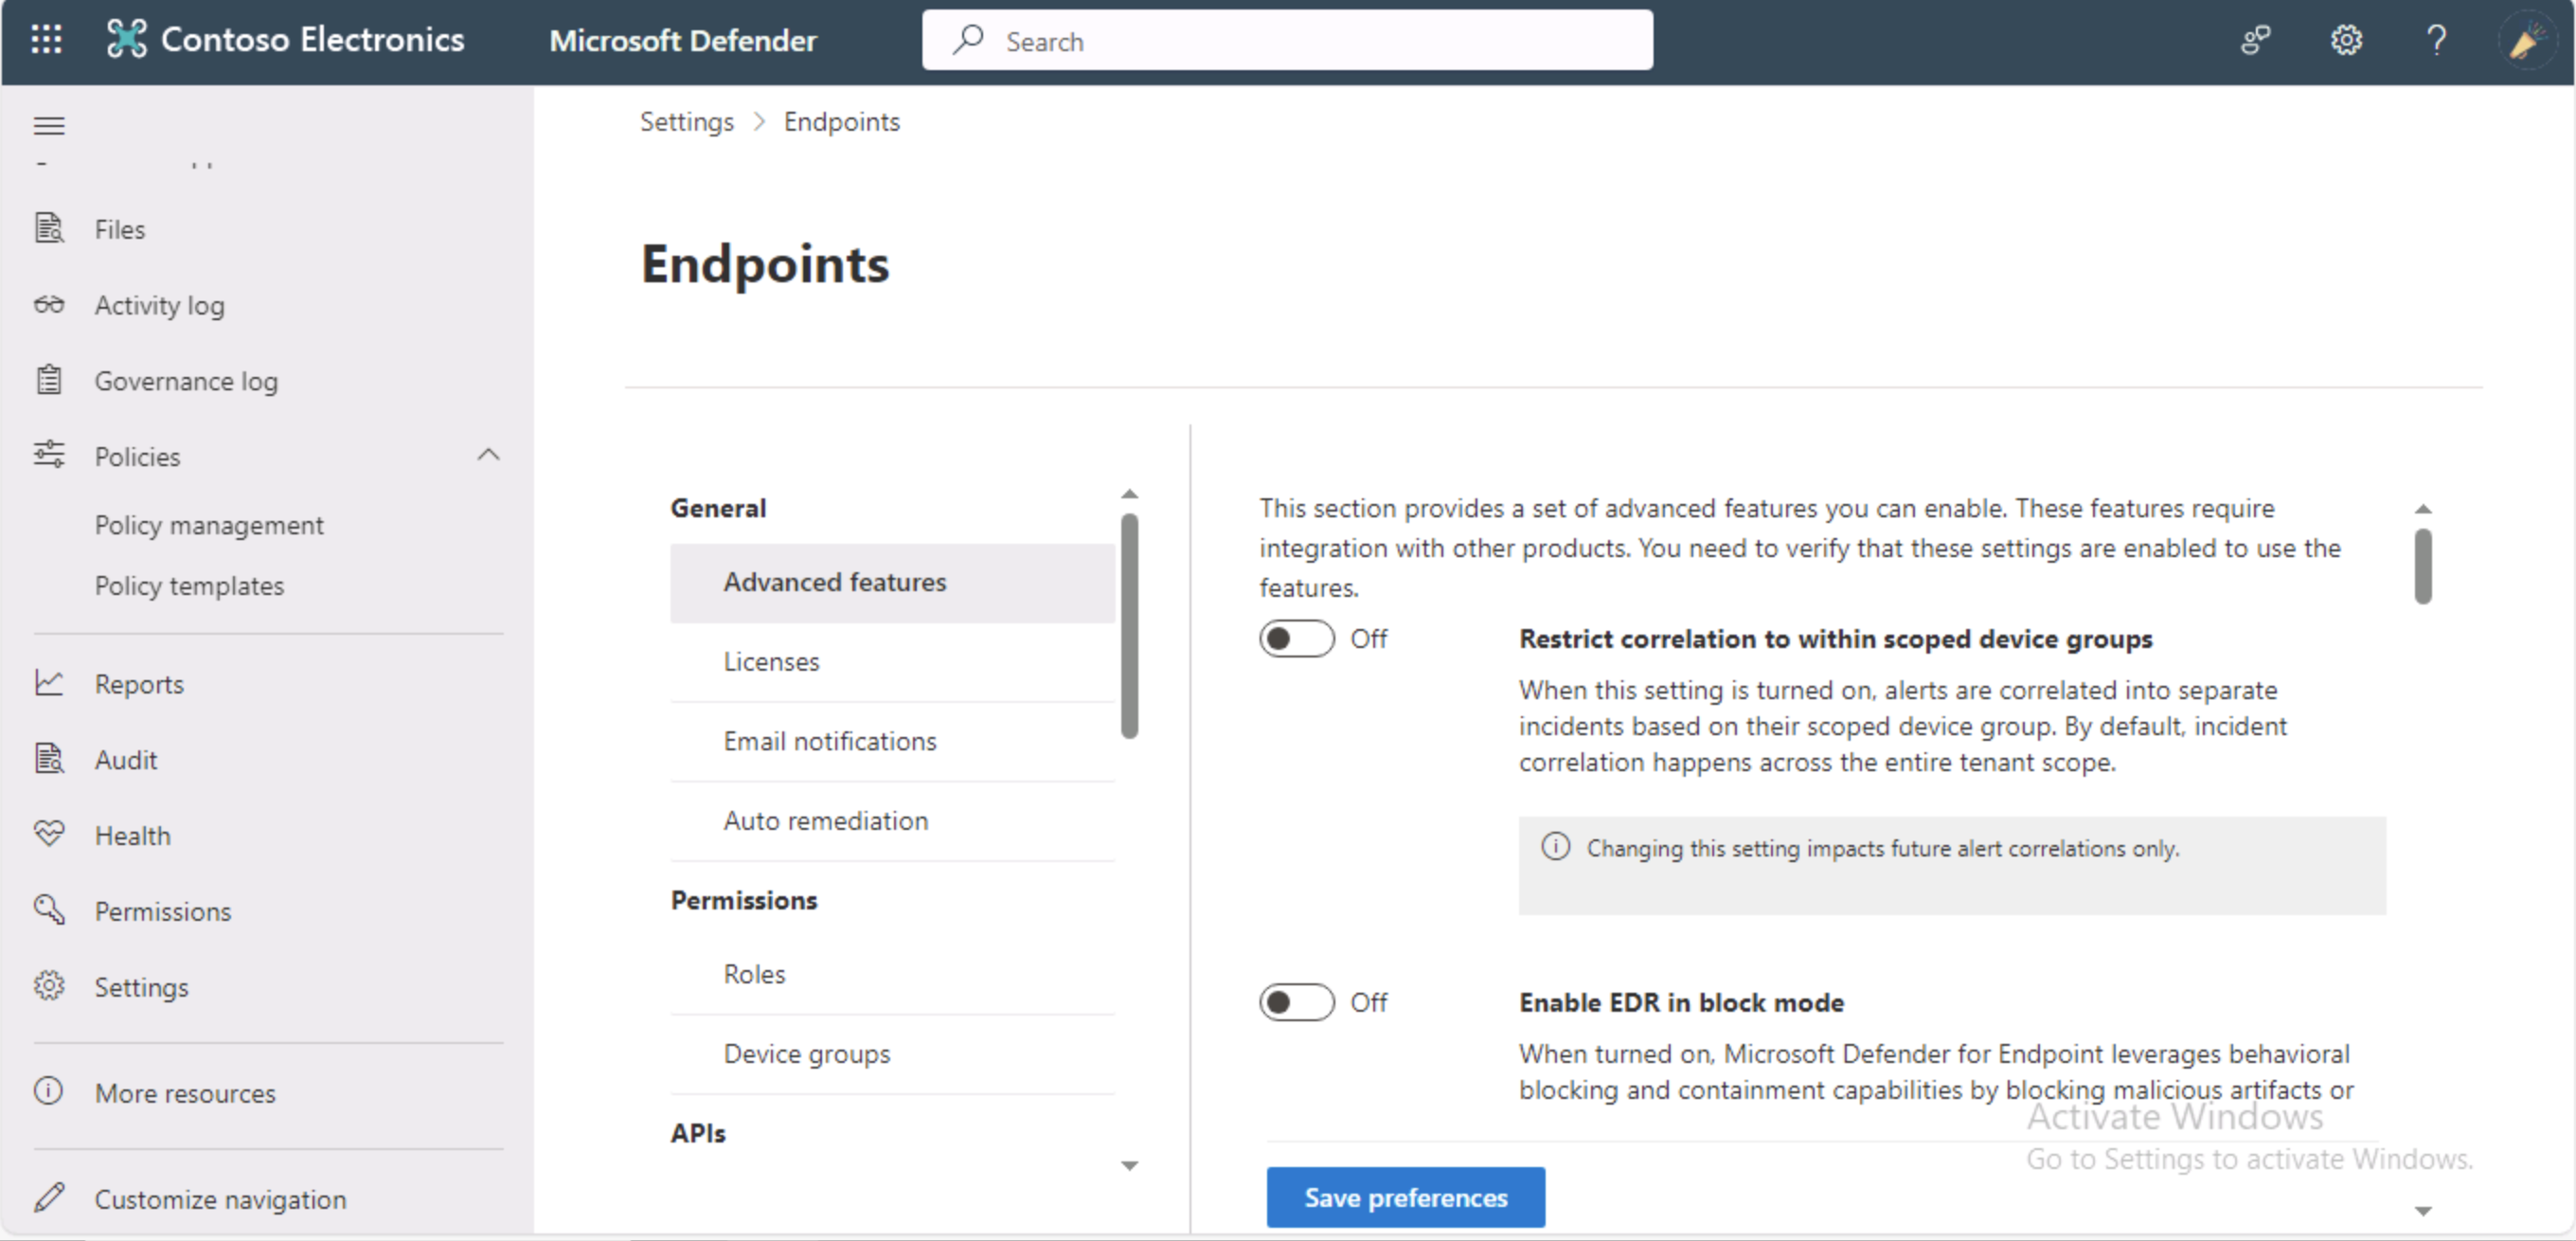 Contoso Electronics
Microsoft Defender
Search
Files
Activity log
Governance log
Policies
Policy management
Policy templates
Reports
Audit
Health
Permissions
Settings
More resources
Customize navigation
Settings > Endpoints
Endpoints
General
Advanced features
Licenses
Email notifications
Auto remediation
Permissions
Roles
Device groups
APIs
This section provides a set of advanced features you can enable. These features require
integration with other products. You need to verify that these settings are enabled to use the
features.
Off
Restrict correlation to within scoped device groups
When this setting is turned on, alerts are correlated into separate
incidents based on their scoped device group. By default, incident
correlation happens across the entire tenant scope.
Changing this setting impacts future alert correlations only.
Off
Enable EDR in block mode
When turned on, Microsoft Defender for Endpoint leverages behavioral
blocking and containment capabilities by blocking malicious artifacts or
Activate Windows
Go to Settings to activate Windows.
Save preferences